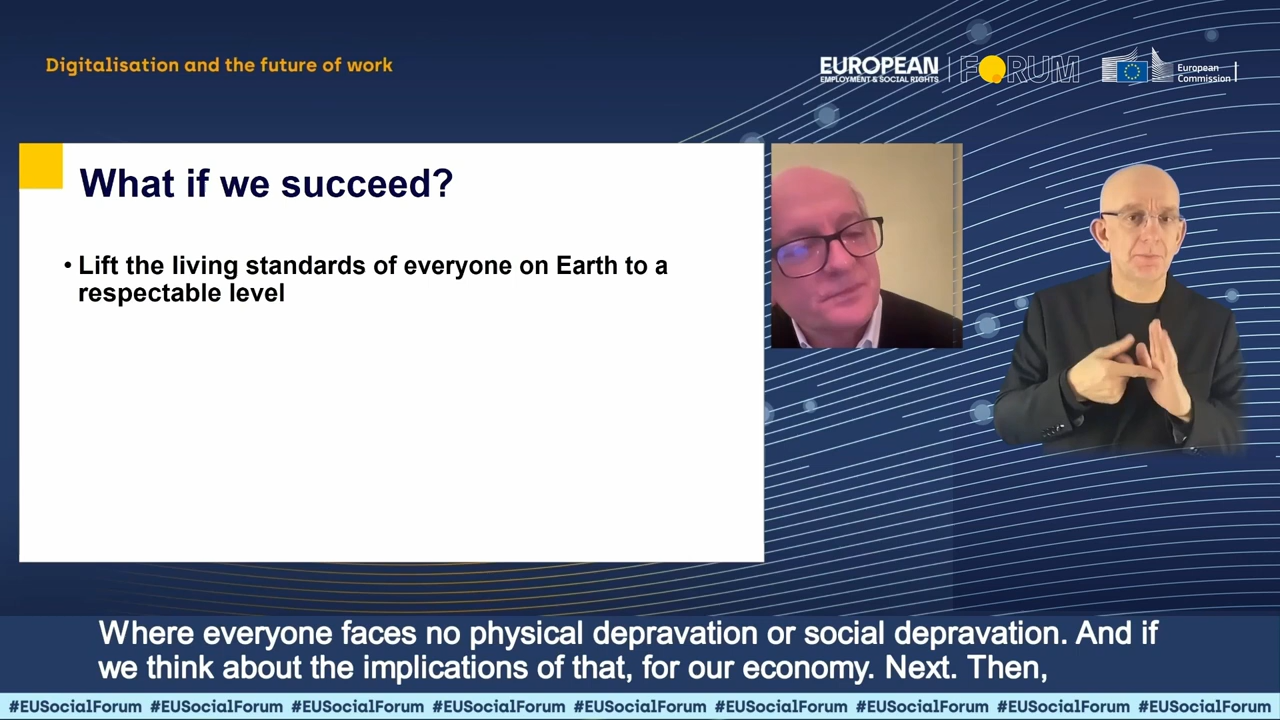 Digitalisation and the future of work
EUROPEAN
EMPLOYMENT & SOCIAL RIGHTS
FORUM
European
Commission
What if we succeed?
• Lift the living standards of everyone on Earth to a
respectable level
Where everyone faces no physical depravation or social depravation. And if
we think about the implications of that, for our economy. Next. Then,
#EUSocialForum #EUSocialForum #EUSocialForum #EUSocialForum #EUSocialForum #EUSocialForum #EUSocialForum #EUSocialForum #EUSocialForum